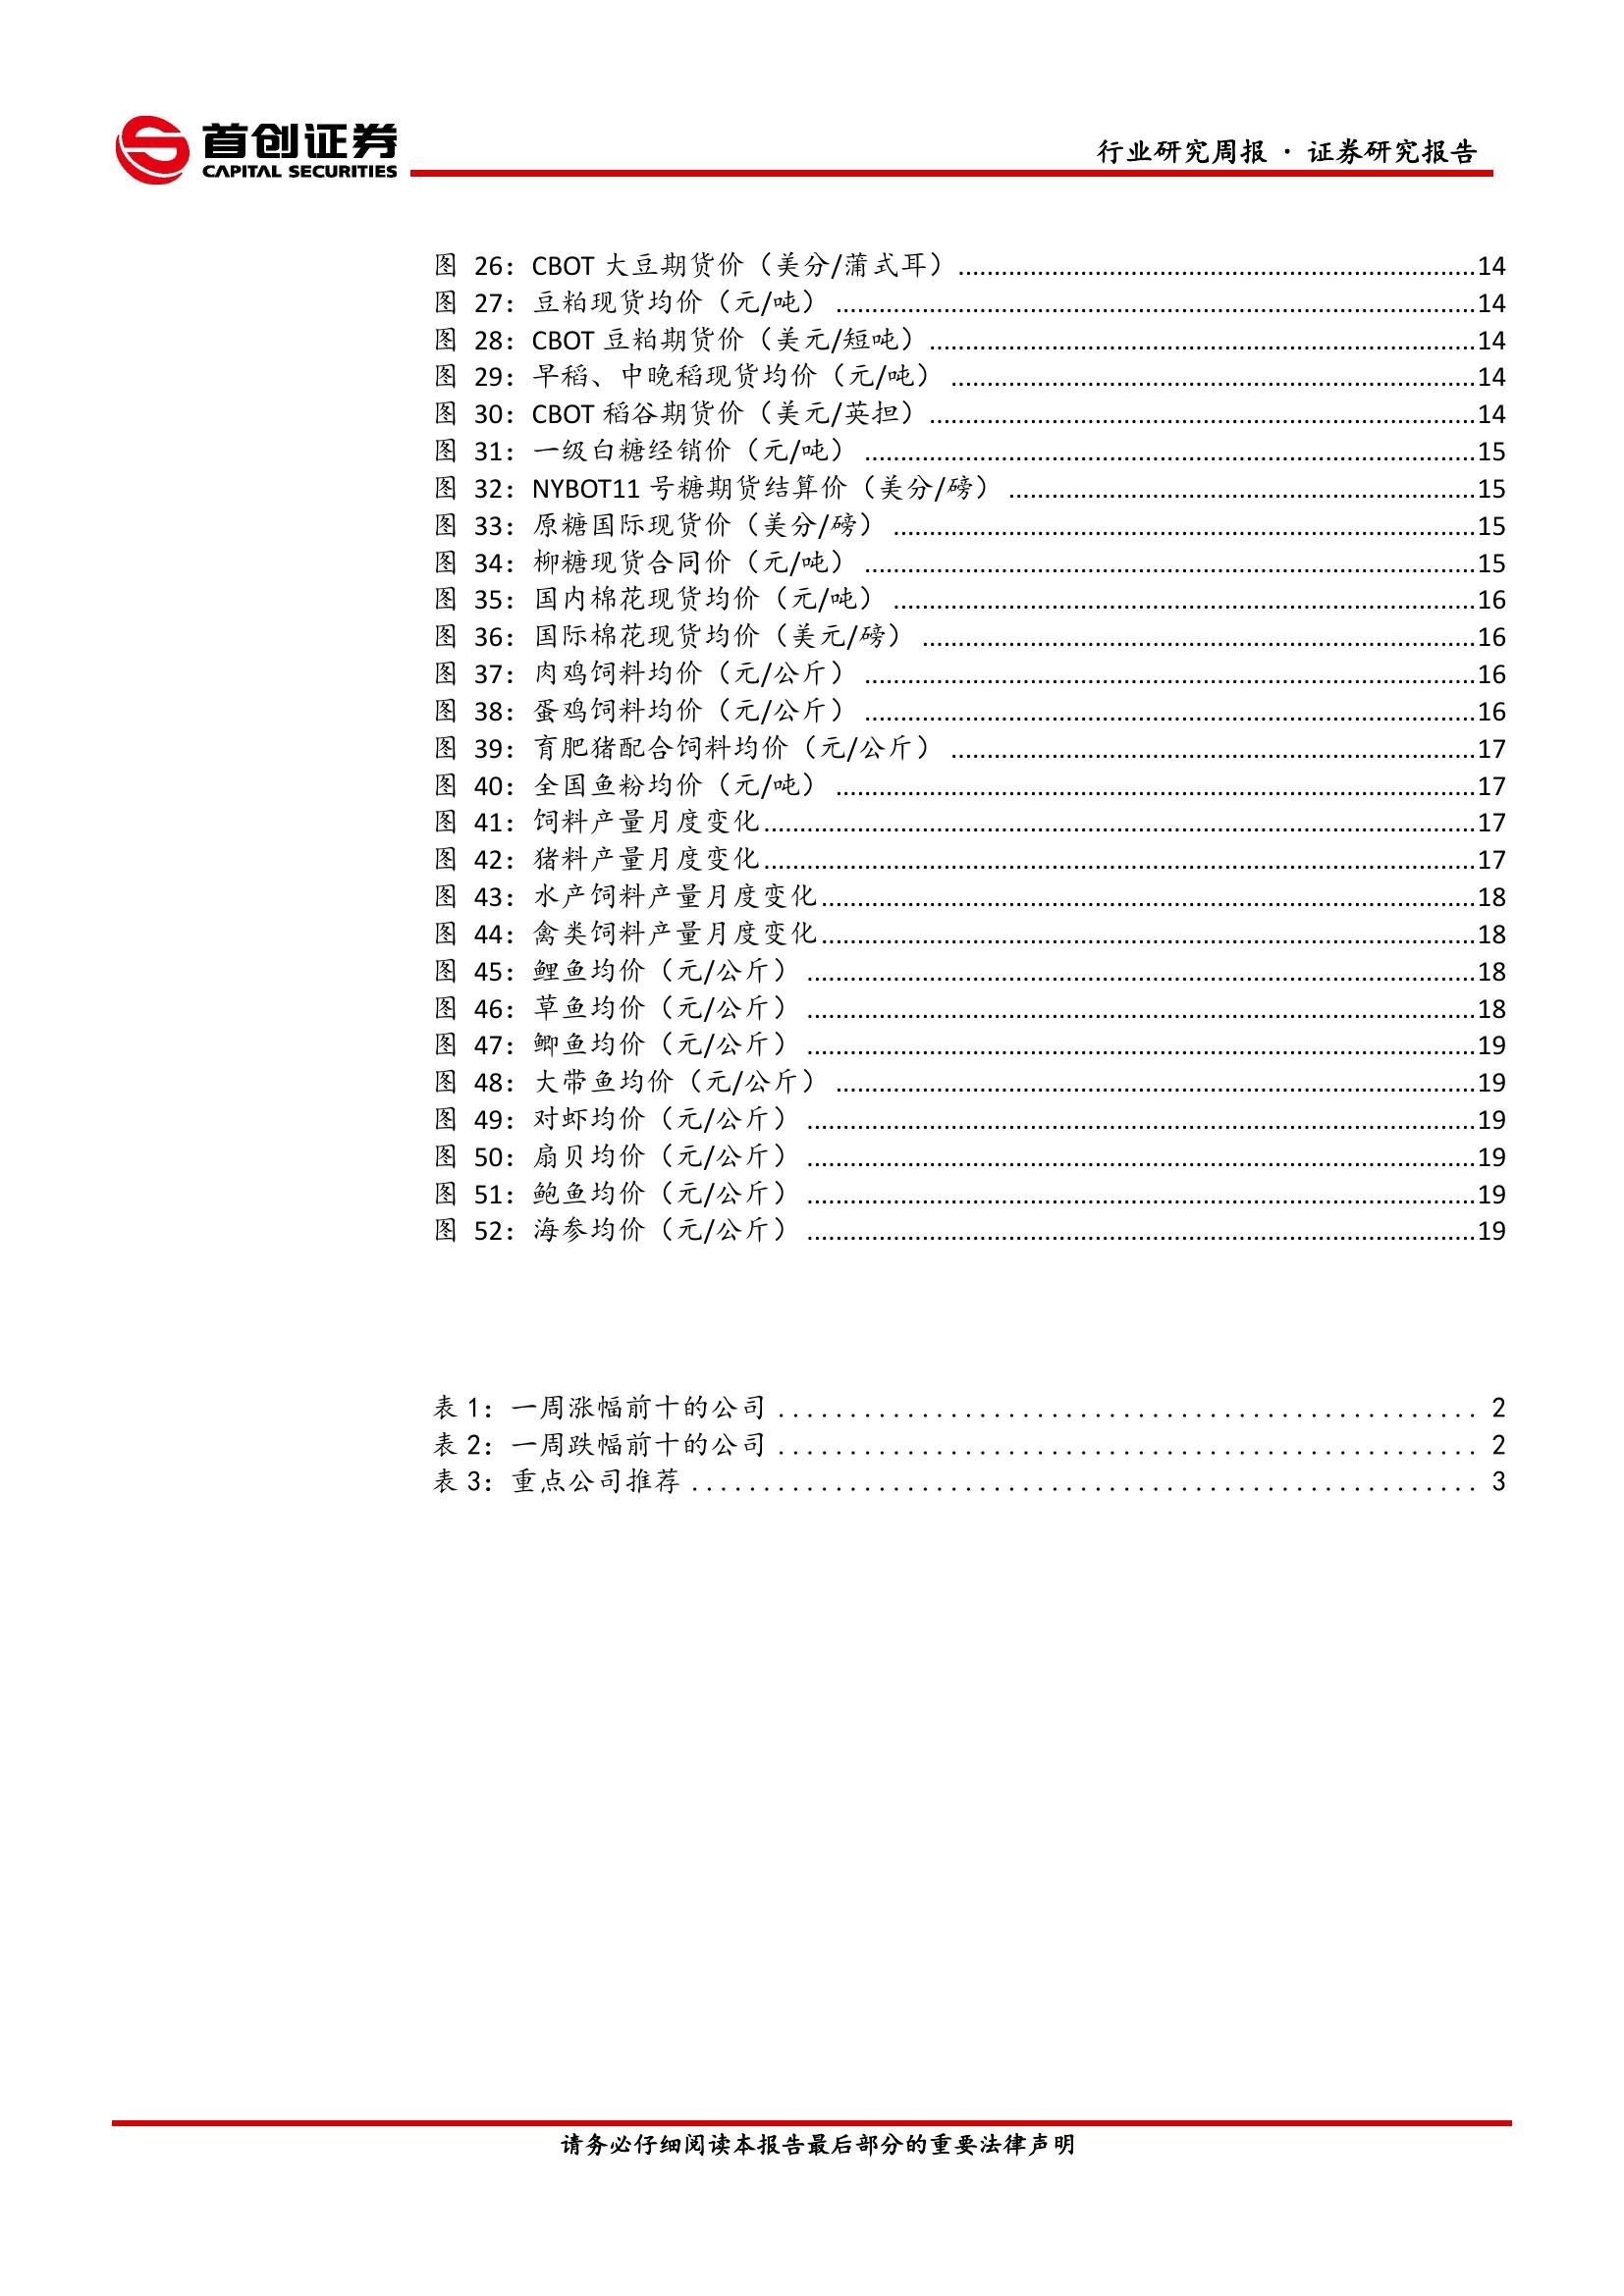 首创证券
CAPITAL SECURITIES
行业研究周报 · 证券研究报告
图 26：CBOT 大豆期货价（美分/蒲式耳）........................................14
图 27：豆粕现货均价（元/吨）........................................14
图 28：CBOT 豆粕期货价（美元/短吨）........................................14
图 29：早稻、中晚稻现货均价（元/吨）........................................14
图 30：CBOT 稻谷期货价（美元/英担）........................................14
图 31：一级白糖经销价（元/吨）........................................15
图 32：NYBOT11 号糖期货结算价（美分/磅）........................................15
图 33：原糖国际现货价（美分/磅）........................................15
图 34：柳糖现货合同价（元/吨）........................................15
图 35：国内棉花现货均价（元/吨）........................................16
图 36：国际棉花现货均价（美元/磅）........................................16
图 37：肉鸡饲料均价（元/公斤）........................................16
图 38：蛋鸡饲料均价（元/公斤）........................................16
图 39：育肥猪配合饲料均价（元/公斤）........................................17
图 40：全国鱼粉均价（元/吨）........................................17
图 41：饲料产量月度变化........................................17
图 42：猪料产量月度变化........................................17
图 43：水产饲料产量月度变化........................................18
图 44：禽类饲料产量月度变化........................................18
图 45：鲤鱼均价（元/公斤）........................................18
图 46：草鱼均价（元/公斤）........................................18
图 47：鲫鱼均价（元/公斤）........................................19
图 48：大带鱼均价（元/公斤）........................................19
图 49：对虾均价（元/公斤）........................................19
图 50：扇贝均价（元/公斤）........................................19
图 51：鲍鱼均价（元/公斤）........................................19
图 52：海参均价（元/公斤）........................................19
表 1：一周涨幅前十的公司........................................2
表 2：一周跌幅前十的公司........................................2
表 3：重点公司推荐........................................3
请务必仔细阅读本报告最后部分的重要法律声明